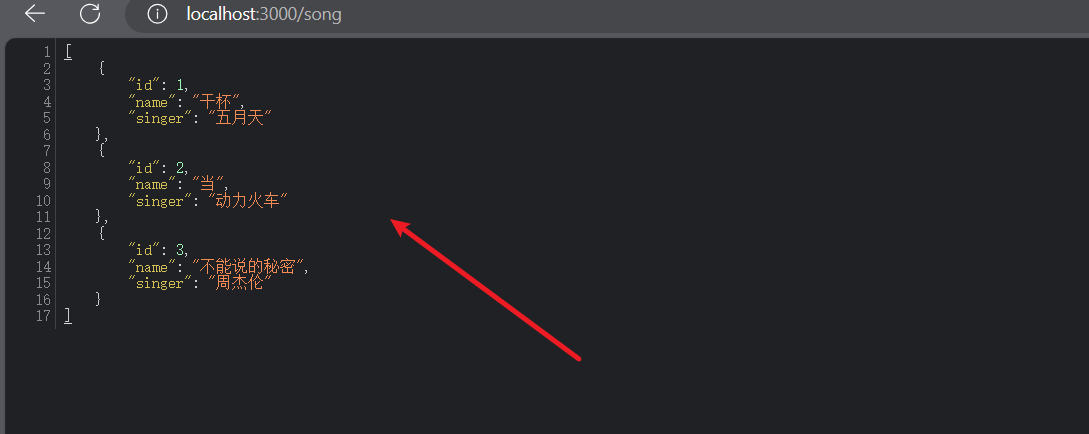 localhost:3000/song
1 [
2 {
3 "id": 1,
4 "name": "干杯",
5 "singer": "五月天"
6 },
7 {
8 "id": 2,
9 "name": "当",
10 "singer": "动力火车"
11 },
12 {
13 "id": 3,
14 "name": "不能说的秘密",
15 "singer": "周杰伦"
16 }
17 ]